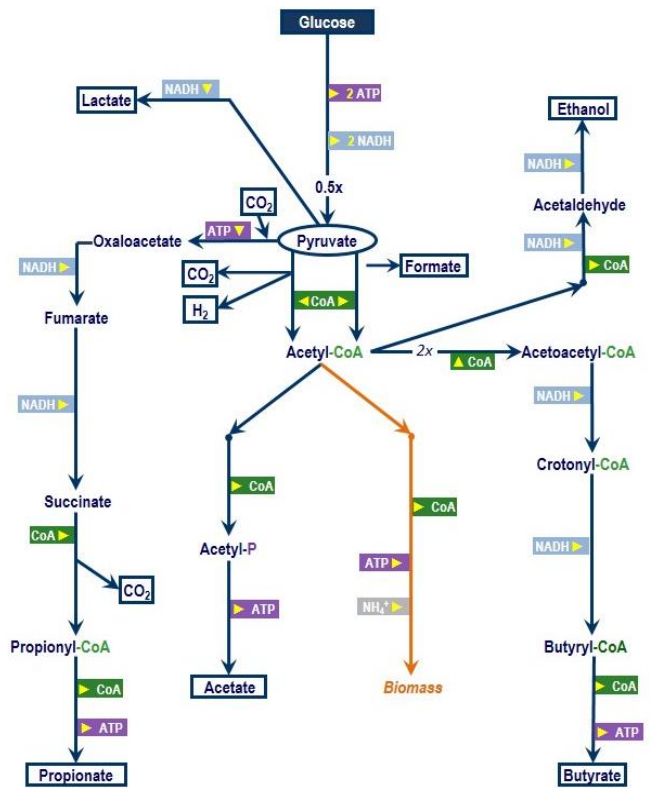 Glucose
NADH ▼
Lactate
► 2 ATP
► 2 NADH
Ethanol
NADH ►
0.5x
CO₂
Acetaldehyde
ATP ▼
Oxaloacetate
Pyruvate
NADH ►
NADH ►
► CoA
CO₂
Formate
H₂
◄ CoA ►
Fumarate
Acetyl-CoA
2x
▲ CoA
Acetoacetyl-CoA
NADH ►
NADH ►
Crotonyl-CoA
► CoA
► CoA
Succinate
CoA ►
Acetyl-P
NADH ►
ATP ►
CO₂
► ATP
NH₄⁺ ►
Propionyl-CoA
Butyryl-CoA
► CoA
Acetate
Biomass
► CoA
► ATP
► ATP
Propionate
Butyrate